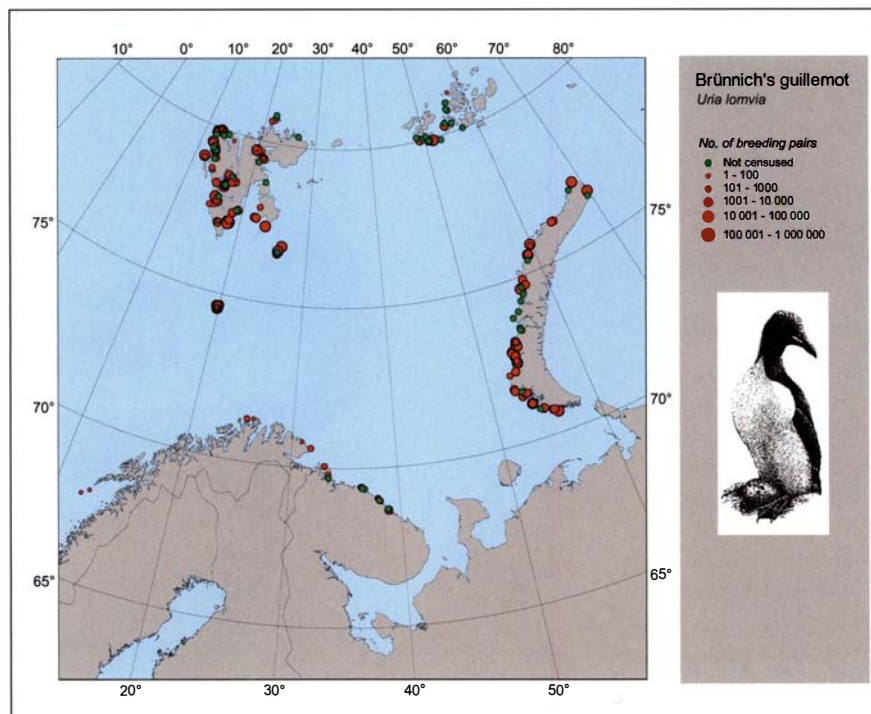 10° 0° 10° 20° 30° 40° 50° 60° 70° 80°
75° 75°
70° 70°
65° 65°
20° 30° 40° 50°
Brünnich's guillemot
Uria lomvia
No. of breeding pairs
Not censused
1 - 100
101 - 1000
1001 - 10 000
10 001 - 100 000
100 001 - 1 000 000